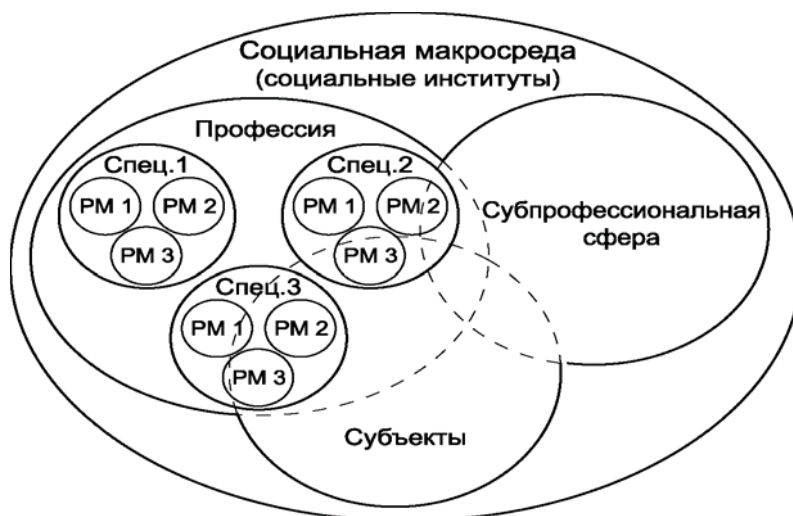 Социальная макросреда
(социальные институты)
Профессия
Спец.1
РМ 1
РМ 2
РМ 3
Спец.2
РМ 1
РМ 2
РМ 3
Субпрофессиональная
сфера
Спец.3
РМ 1
РМ 2
РМ 3
Субъекты